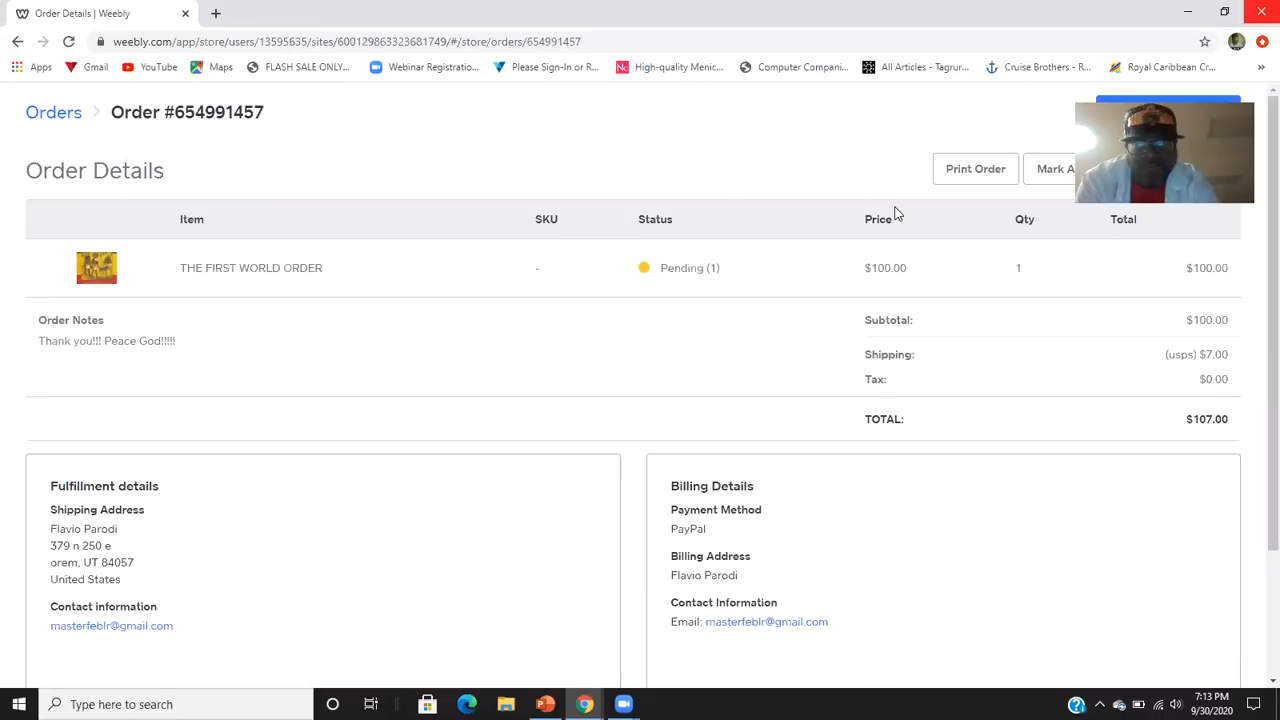 Order Details | Weebly
weebly.com/app/store/users/13595635/sites/600129863323681749/#/store/orders/654991457
Apps Gmail YouTube Maps FLASH SALE ONLY... Webinar Registratio... Please Sign-In or R... High-quality Menic... Computer Compani... All Articles - Tagrur... Cruise Brothers - R... Royal Caribbean Cr... »
Orders > Order #654991457
Order Details Print Order Mark A
Item SKU Status Price Qty Total
THE FIRST WORLD ORDER - Pending (1) $100.00 1 $100.00
Order Notes Subtotal: $100.00
Thank you!!! Peace God!!!!!
Shipping: (usps) $7.00
Tax: $0.00
TOTAL: $107.00
Fulfillment details
Shipping Address
Flavio Parodi
379 n 250 e
orem, UT 84057
United States
Contact information
masterfeblr@gmail.com
Billing Details
Payment Method
PayPal
Billing Address
Flavio Parodi
Contact Information
Email: masterfeblr@gmail.com
Type here to search
7:13 PM
9/30/2020